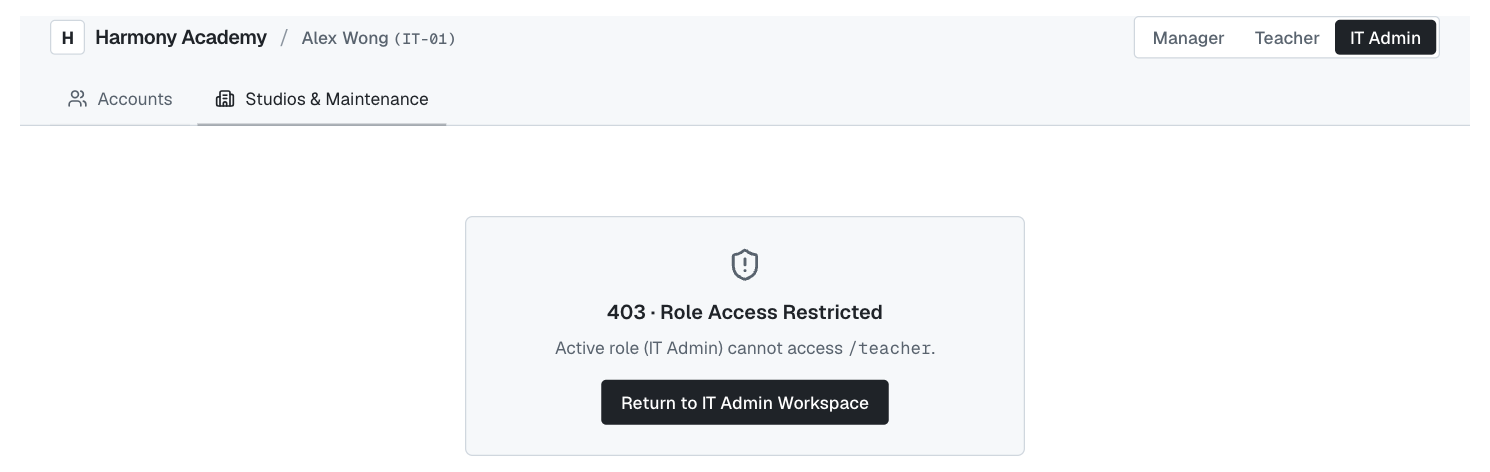 H Harmony Academy / Alex Wong (IT-01) Manager Teacher IT Admin
Accounts Studios & Maintenance
403 · Role Access Restricted
Active role (IT Admin) cannot access /teacher.
Return to IT Admin Workspace